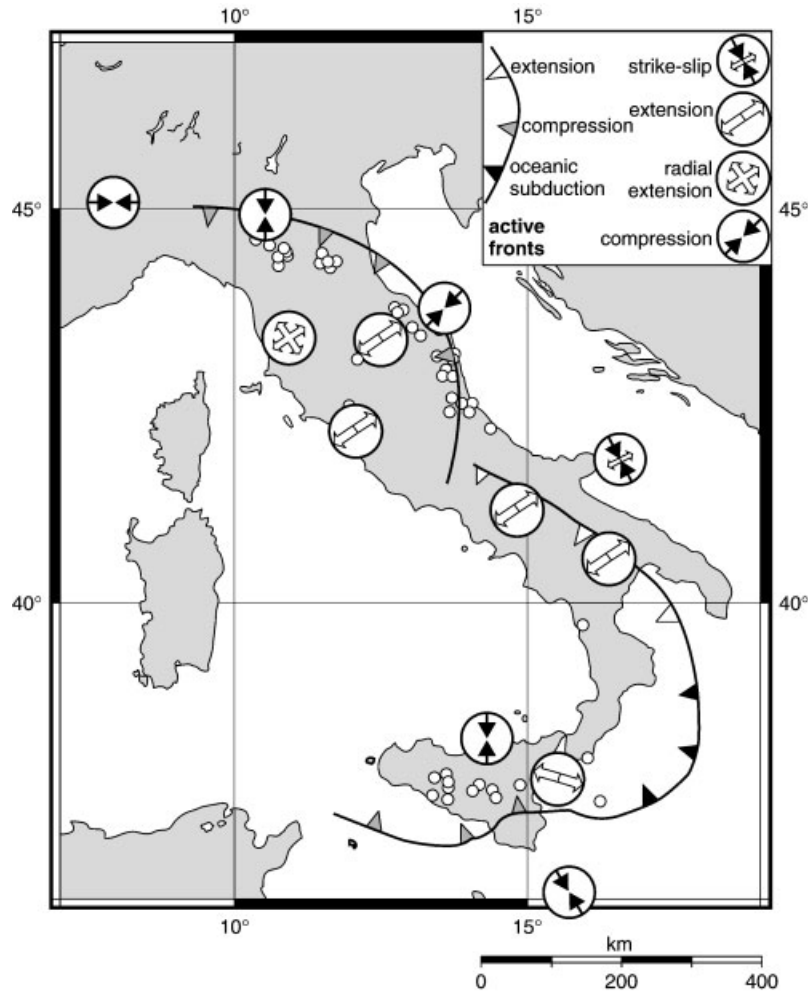 10°
15°
extension
strike-slip
extension
compression
oceanic
subduction
radial
extension
active
fronts
compression
45°
45°
40°
40°
10°
15°
km
0
200
400